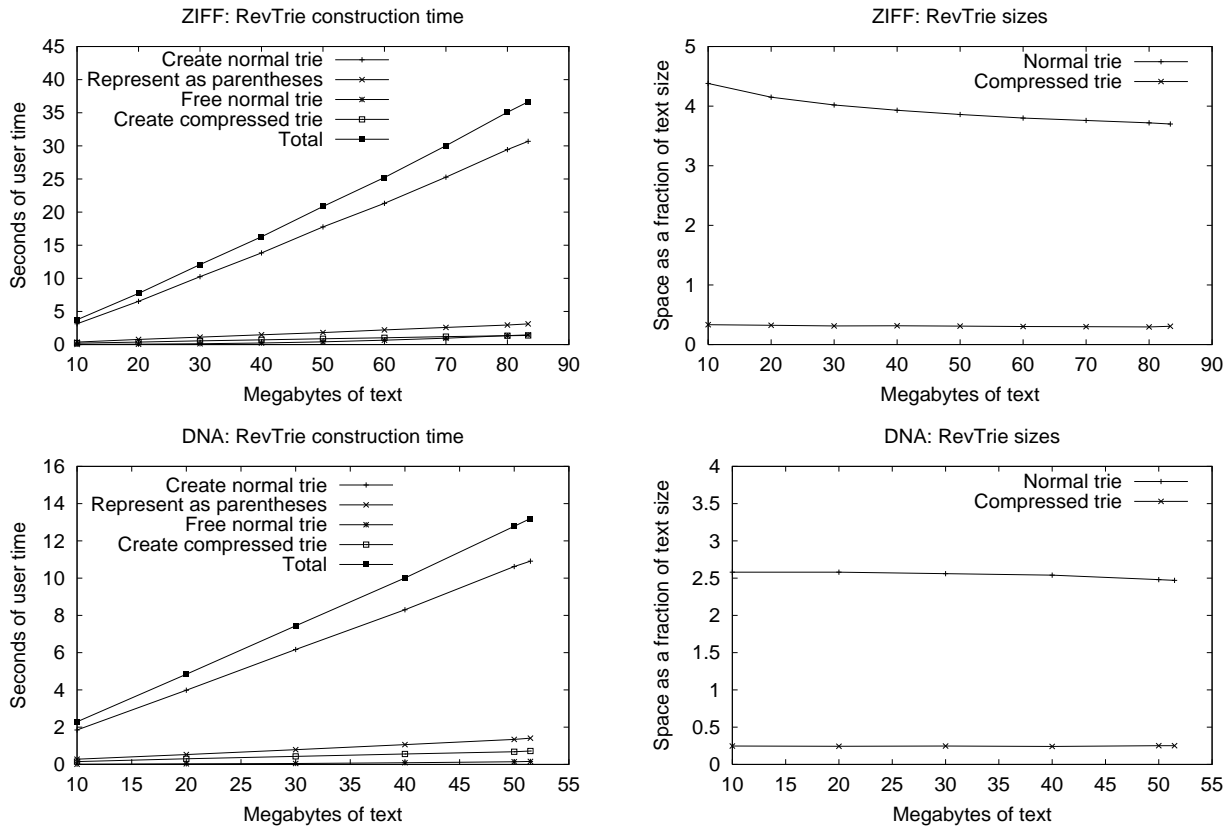 ZIFF: RevTrie construction time
Seconds of user time
45
40
35
30
25
20
15
10
5
0
Create normal trie
Represent as parentheses
Free normal trie
Create compressed trie
Total
10 20 30 40 50 60 70 80 90
Megabytes of text
ZIFF: RevTrie sizes
Space as a fraction of text size
5
4
3
2
1
0
Normal trie
Compressed trie
10 20 30 40 50 60 70 80 90
Megabytes of text
DNA: RevTrie construction time
Seconds of user time
16
14
12
10
8
6
4
2
0
Create normal trie
Represent as parentheses
Free normal trie
Create compressed trie
Total
10 15 20 25 30 35 40 45 50 55
Megabytes of text
DNA: RevTrie sizes
Space as a fraction of text size
4
3.5
3
2.5
2
1.5
1
0.5
0
Normal trie
Compressed trie
10 15 20 25 30 35 40 45 50 55
Megabytes of text